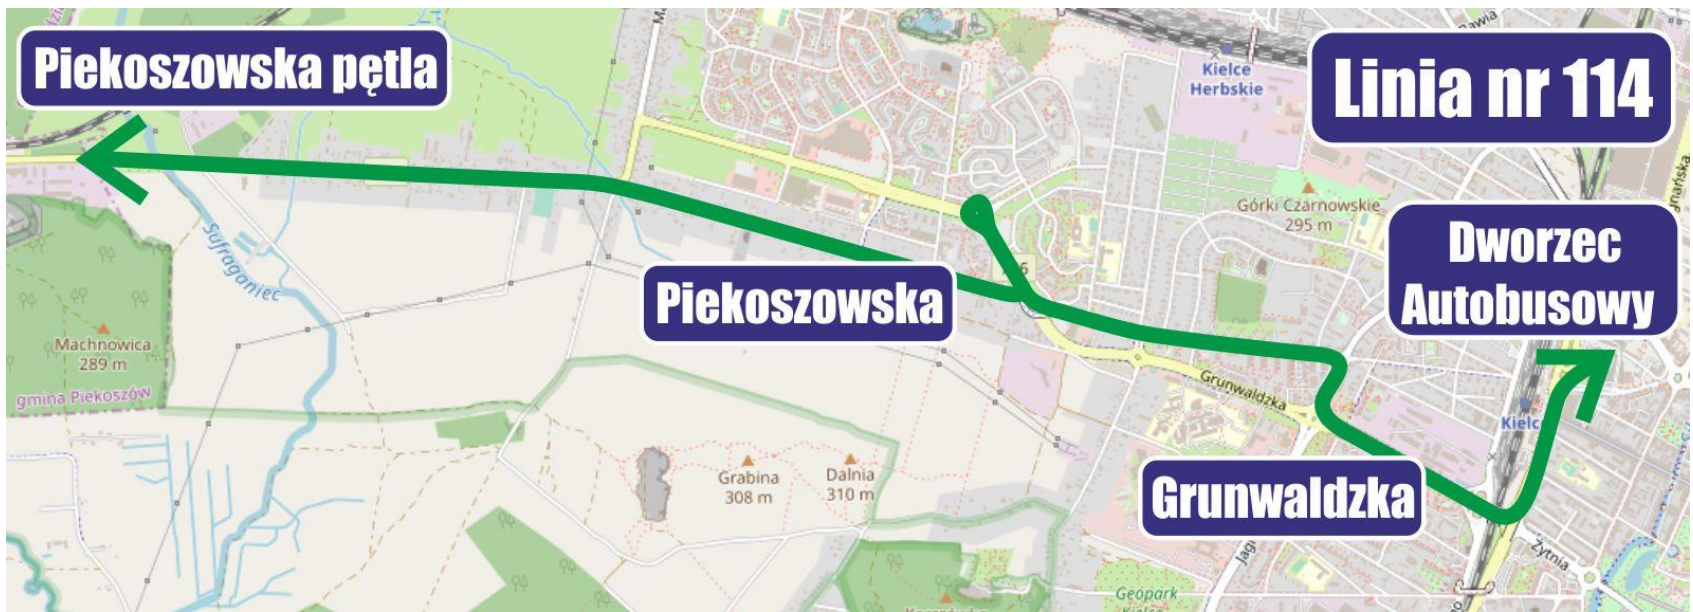 Piekoszowska pętla
Linia nr 114
Kielce
Herbskie
Górki Czarnowskie
295 m
Dworzec
Autobusowy
Sufraganiec
Piekoszowska
Machnowica
289 m
gmina Piekoszów
Grunwaldzka
Kielce
Grabina
308 m
Dalnia
310 m
Grunwaldzka
Żytnia
Geopark